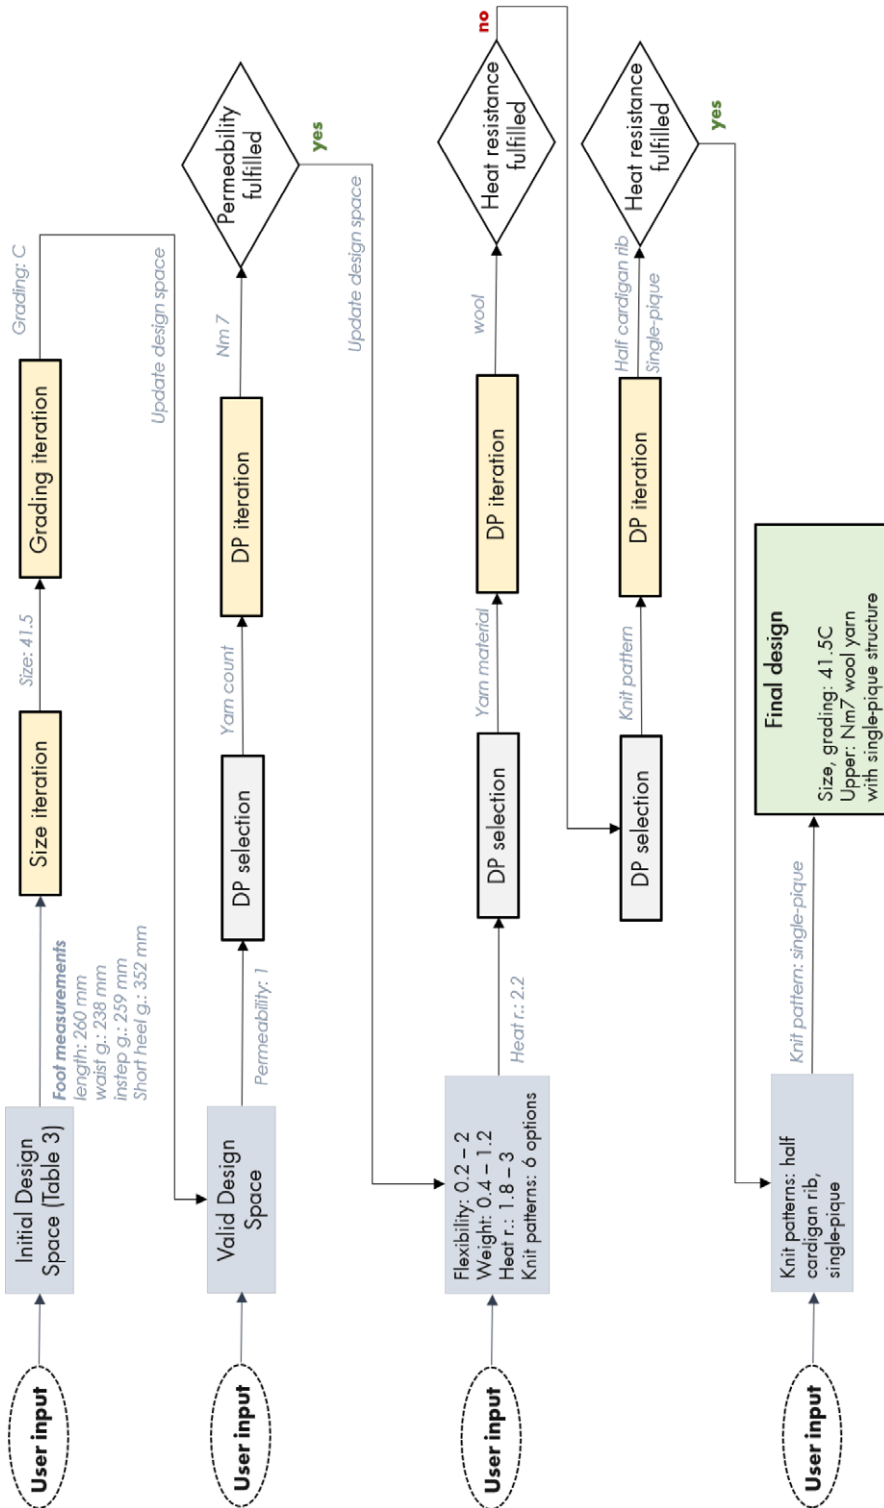 User input
Initial Design
Space (Table 3)
Foot measurements
length: 260 mm
waist g.: 238 mm
instep g.: 259 mm
Short heel g.: 352 mm
Size iteration
Size: 41.5
Grading iteration
Grading: C
Update design space
User input
Valid Design
Space
Permeability: 1
DP selection
Yarn count
DP iteration
Nm 7
Permeability
fulfilled
yes
Update design space
User input
Flexibility: 0.2 – 2
Weight: 0.4 – 1.2
Heat r.: 1.8 – 3
Knit patterns: 6 options
Heat r.: 2.2
DP selection
Yarn material
DP iteration
wool
Heat resistance
fulfilled
no
DP selection
Knit pattern
DP iteration
Half cardigan rib
Single-pique
Heat resistance
fulfilled
yes
User input
Knit patterns: half
cardigan rib,
single-pique
Knit pattern: single-pique
Final design
Size, grading: 41.5C
Upper: Nm7 wool yarn
with single-pique structure